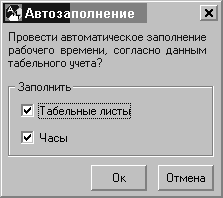 Автозаполнение
Провести автоматическое заполнение
рабочего времени, согласно данным
табельного учета?
Заполнить
Табельные листы
Часы
Ок
Отмена